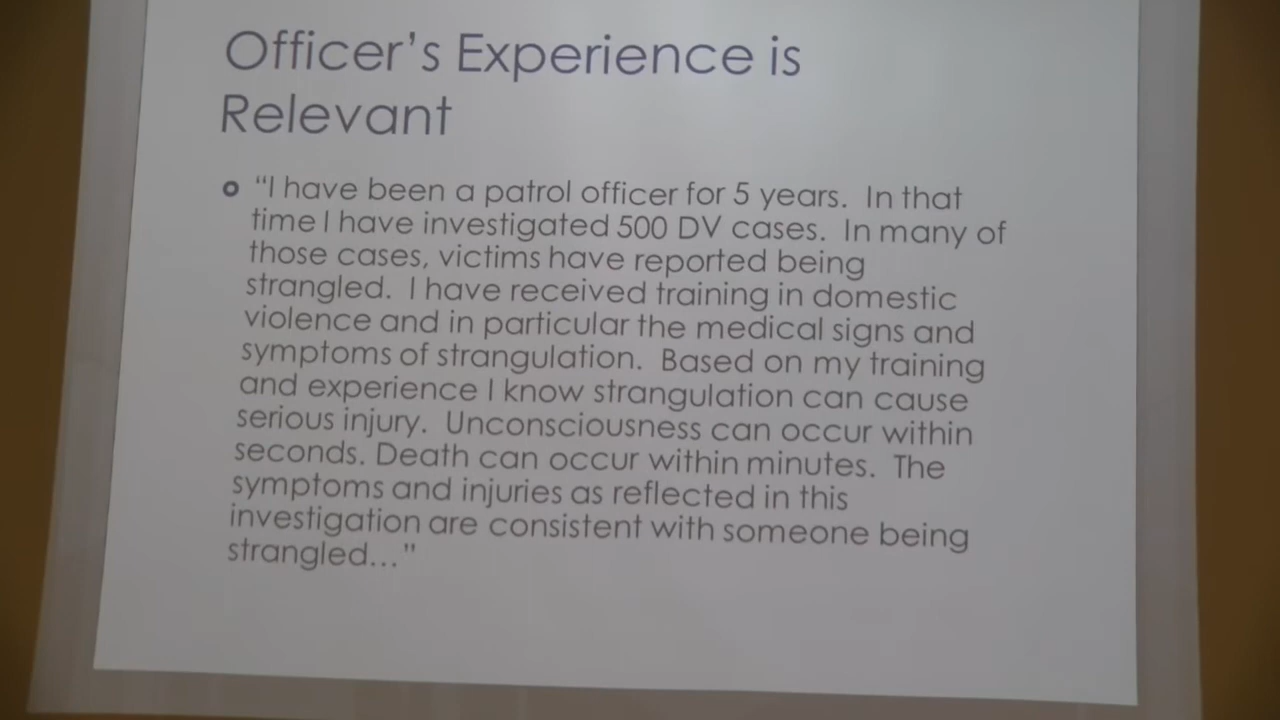 Officer's Experience is
Relevant
“I have been a patrol officer for 5 years. In that
time I have investigated 500 DV cases. In many of
those cases, victims have reported being
strangled. I have received training in domestic
violence and in particular the medical signs and
symptoms of strangulation. Based on my training
and experience I know strangulation can cause
serious injury. Unconsciousness can occur within
seconds. Death can occur within minutes. The
symptoms and injuries as reflected in this
investigation are consistent with someone being
strangled…”